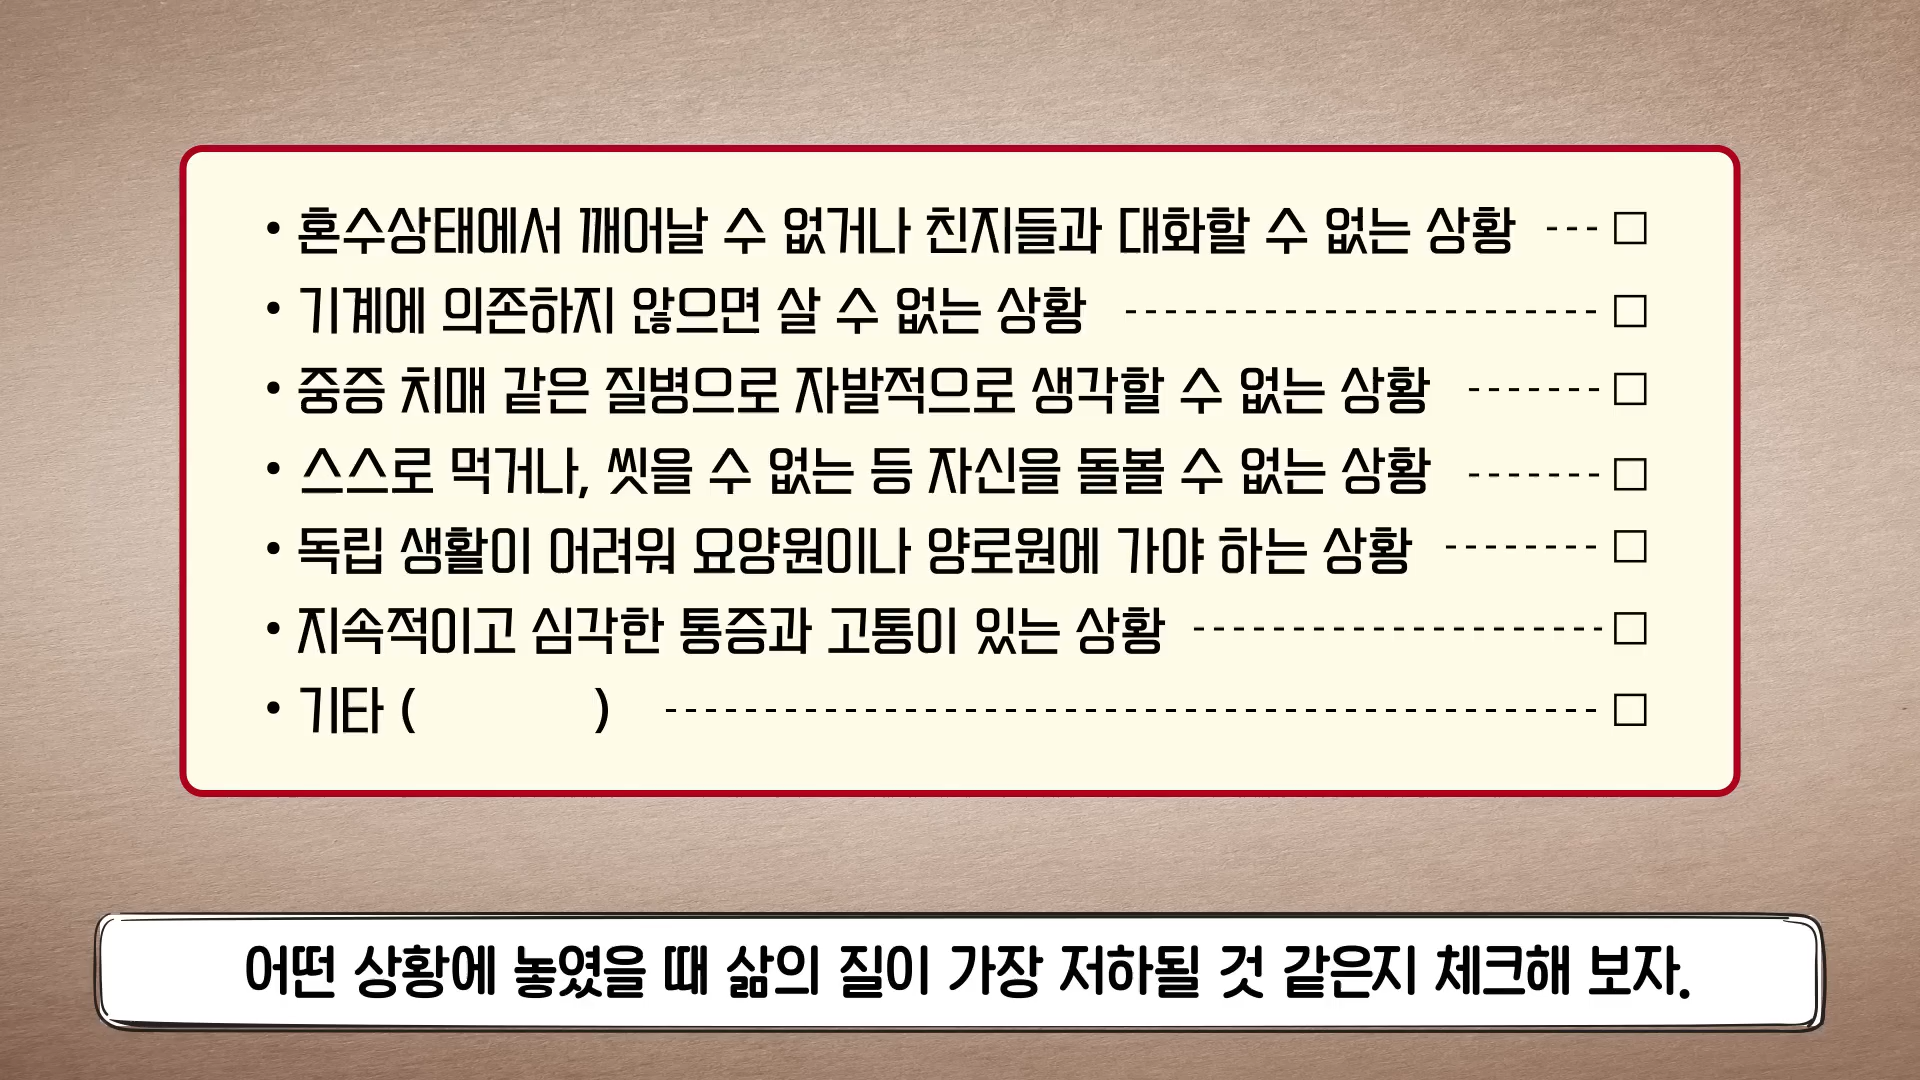 • 혼수상태에서 깨어날 수 없거나 친지들과 대화할 수 없는 상황 --- □
• 기계에 의존하지 않으면 살 수 없는 상황 ------------------------ □
• 중증 치매 같은 질병으로 자발적으로 생각할 수 없는 상황 ------- □
• 스스로 먹거나, 씻을 수 없는 등 자신을 돌볼 수 없는 상황 ------- □
• 독립 생활이 어려워 요양원이나 양로원에 가야 하는 상황 -------- □
• 지속적이고 심각한 통증과 고통이 있는 상황 --------------------- □
• 기타 (          ) ----------------------------------------------- □
어떤 상황에 놓였을 때 삶의 질이 가장 저하될 것 같은지 체크해 보자.